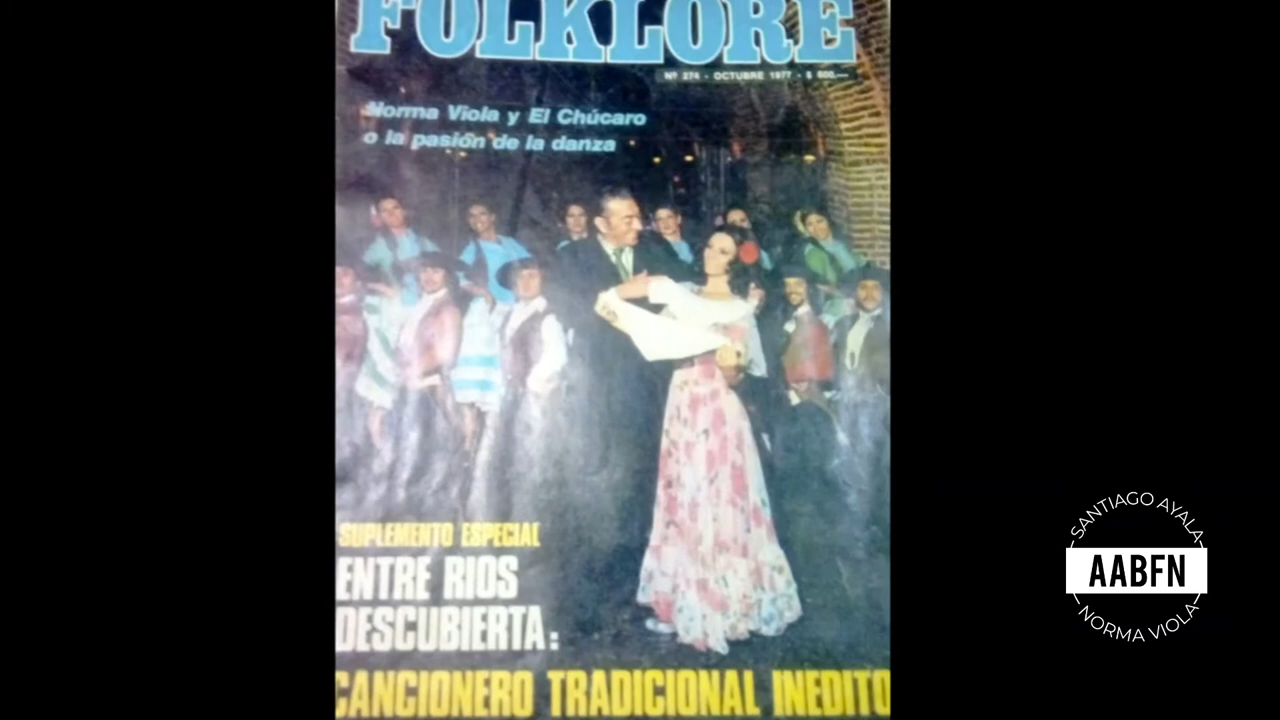 FOLKLORE
Nº 274 - OCTUBRE 1977 - $ 600.—
Norma Viola y El Chúcaro
o la pasión de la danza
SUPLEMENTO ESPECIAL
ENTRE RIOS
DESCUBIERTA:
CANCIONERO TRADICIONAL INEDITO
SANTIAGO AYALA
AABFN
NORMA VIOLA